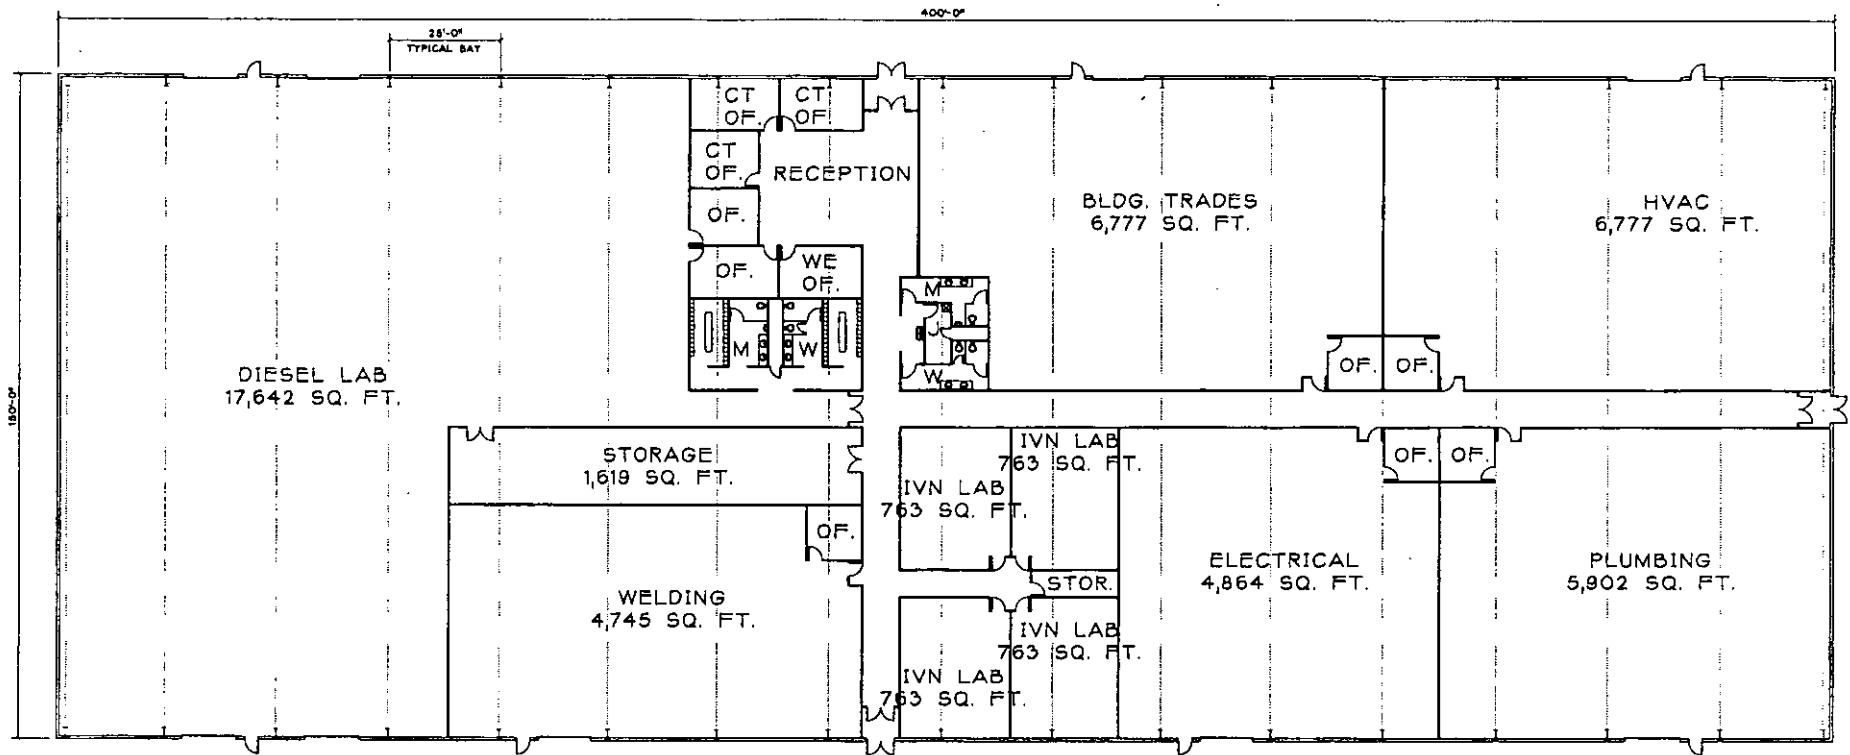 400'-0"
25'-0"
TYPICAL BAY
150'-0"
CT
OF.
CT
OF.
CT
OF.
RECEPTION
OF.
OF.
WE
OF.
M
W
M
J
W
BLDG. TRADES
6,777 SQ. FT.
HVAC
6,777 SQ. FT.
OF.
OF.
DIESEL LAB
17,642 SQ. FT.
STORAGE
1,619 SQ. FT.
OF.
WELDING
4,745 SQ. FT.
IVN LAB
763 SQ. FT.
IVN LAB
763 SQ. FT.
STOR.
IVN LAB
763 SQ. FT.
IVN LAB
763 SQ. FT.
OF.
OF.
ELECTRICAL
4,864 SQ. FT.
PLUMBING
5,902 SQ. FT.